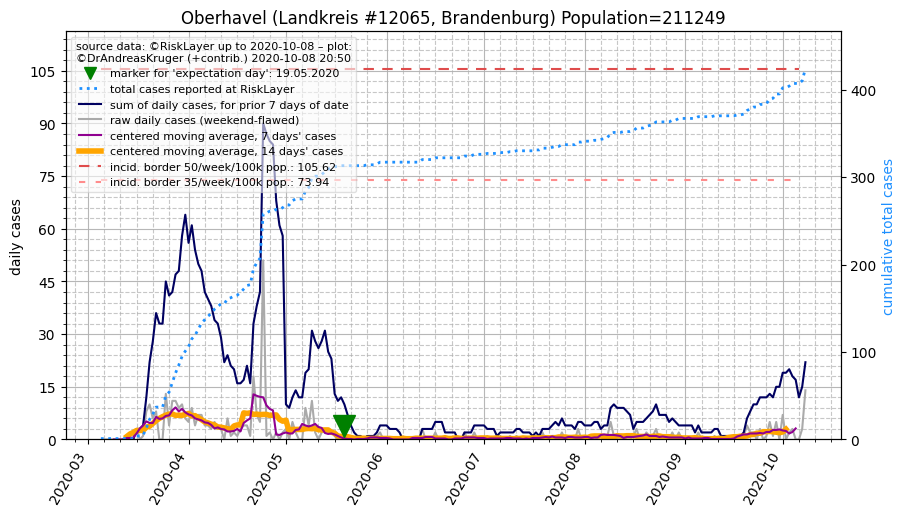 Oberhavel (Landkreis #12065, Brandenburg) Population=211249
source data: ©RiskLayer up to 2020-10-08 – plot:
©DrAndreasKruger (+contrib.) 2020-10-08 20:50
marker for 'expectation day': 19.05.2020
total cases reported at RiskLayer
sum of daily cases, for prior 7 days of date
raw daily cases (weekend-flawed)
centered moving average, 7 days' cases
centered moving average, 14 days' cases
incid. border 50/week/100k pop.: 105.62
incid. border 35/week/100k pop.: 73.94
daily cases
105
90
75
60
45
30
15
0
cumulative total cases
400
300
200
100
0
2020-03
2020-04
2020-05
2020-06
2020-07
2020-08
2020-09
2020-10